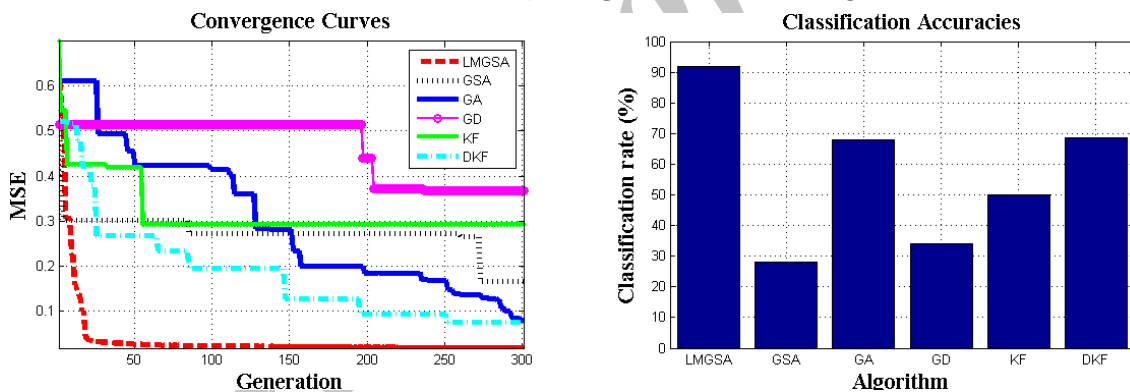 Convergence Curves
MSE
0.6
0.5
0.4
0.3
0.2
0.1
50
100
150
200
250
300
Generation
LMGSA
GSA
GA
GD
KF
DKF
Classification Accuracies
Classification rate (%)
100
90
80
70
60
50
40
30
20
10
0
LMGSA
GSA
GA
GD
KF
DKF
Algorithm